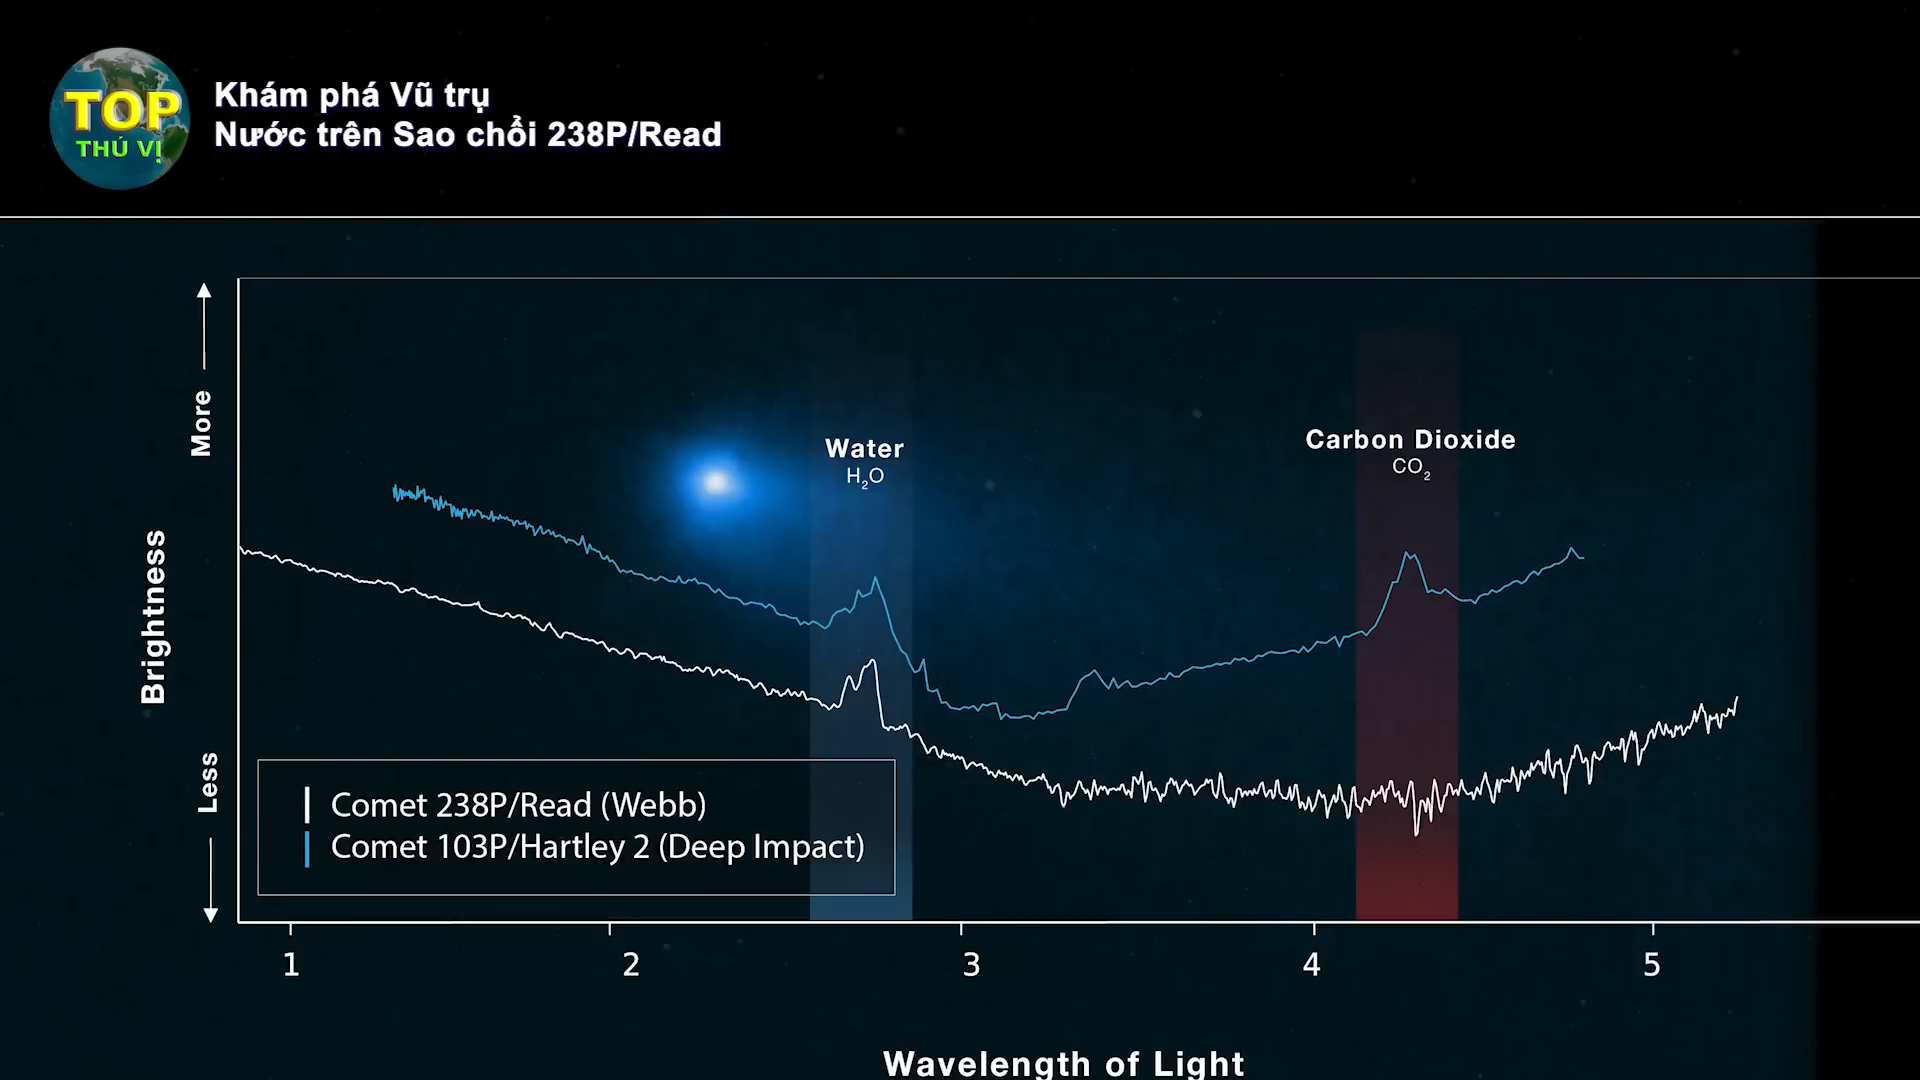 TOP
THÚ VỊ
Khám phá Vũ trụ
Nước trên Sao chổi 238P/Read
More
Brightness
Less
Water
H₂O
Carbon Dioxide
CO₂
Comet 238P/Read (Webb)
Comet 103P/Hartley 2 (Deep Impact)
1 2 3 4 5
Wavelength of Light